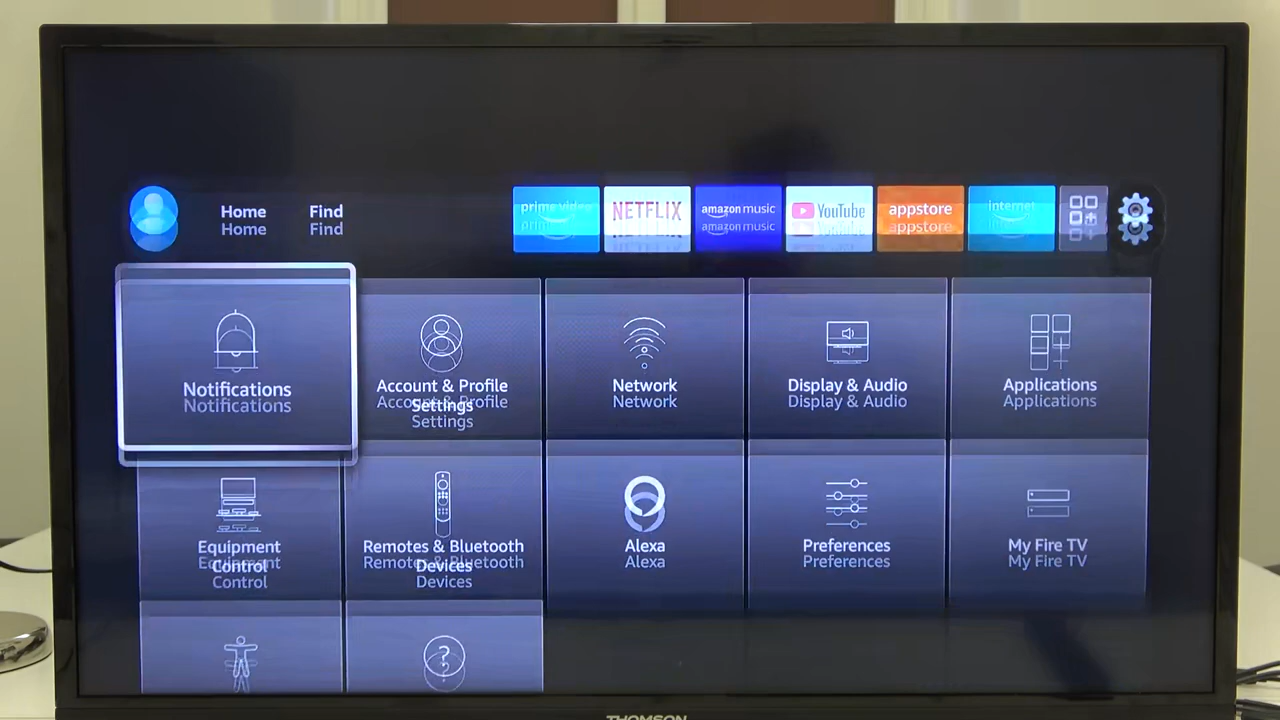 Home
Find
prime video
NETFLIX
amazon music
YouTube
appstore
internet
Notifications
Account & Profile
Settings
Network
Display & Audio
Applications
Equipment
Control
Remotes & Bluetooth
Devices
Alexa
Preferences
My Fire TV
THOMSON